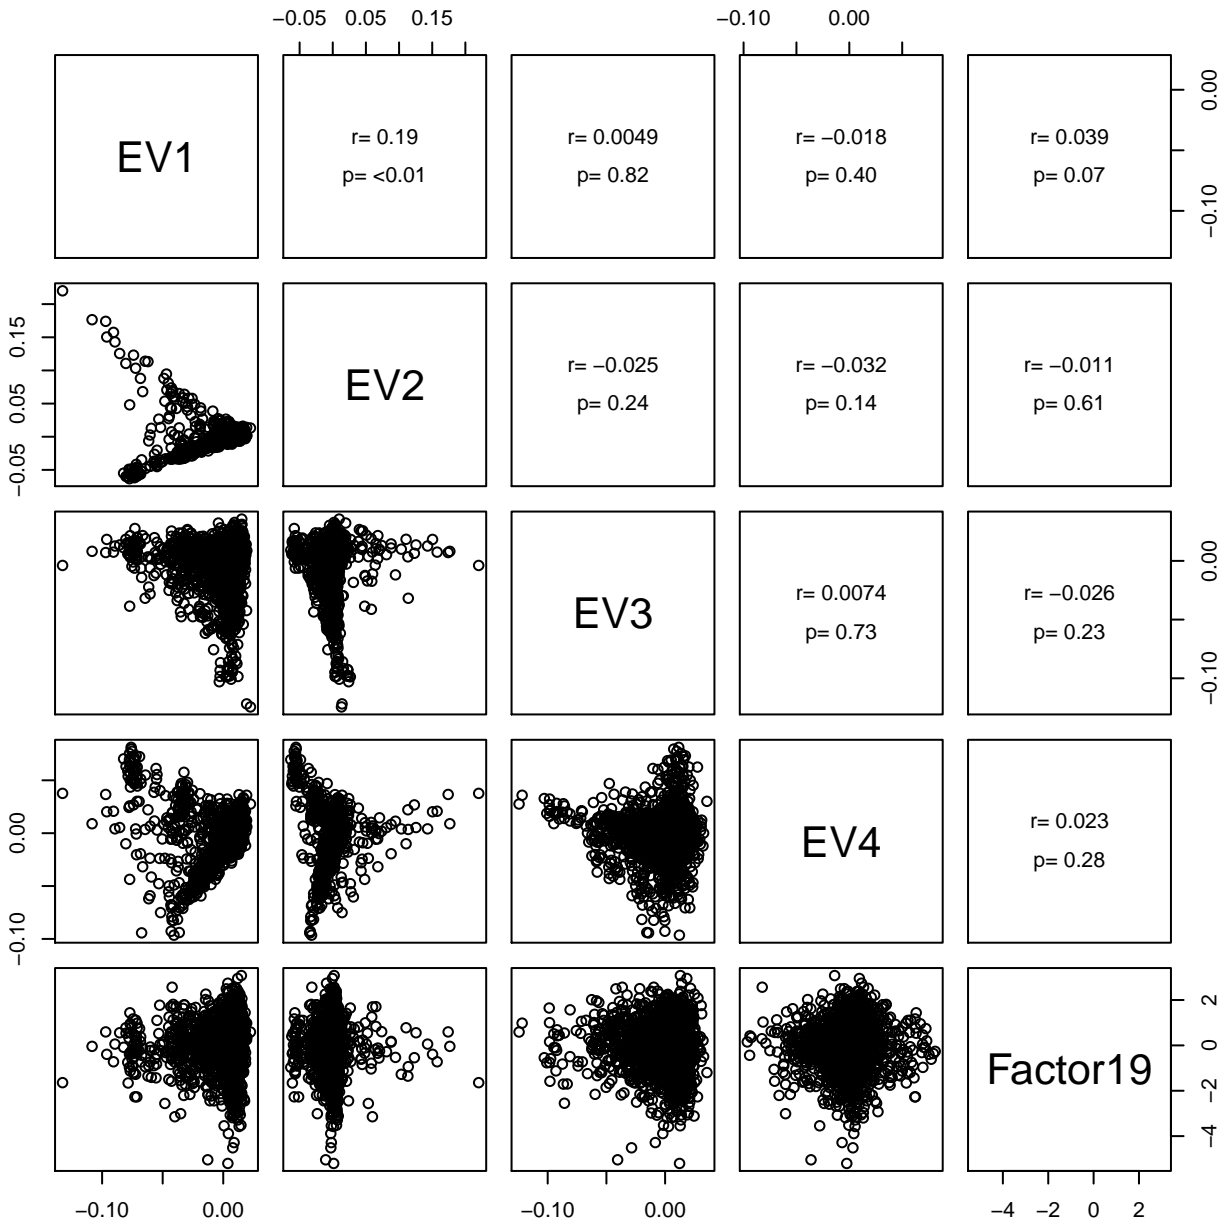 −0.05 0.05 0.15
−0.10 0.00
EV1
r= 0.19
p= <0.01
r= 0.0049
p= 0.82
r= −0.018
p= 0.40
r= 0.039
p= 0.07
0.00
−0.10
0.15
0.05
−0.05
EV2
r= −0.025
p= 0.24
r= −0.032
p= 0.14
r= −0.011
p= 0.61
EV3
r= 0.0074
p= 0.73
r= −0.026
p= 0.23
0.00
−0.10
0.00
−0.10
EV4
r= 0.023
p= 0.28
Factor19
2
0
−2
−4
−0.10 0.00
−0.10 0.00
−4 −2 0 2